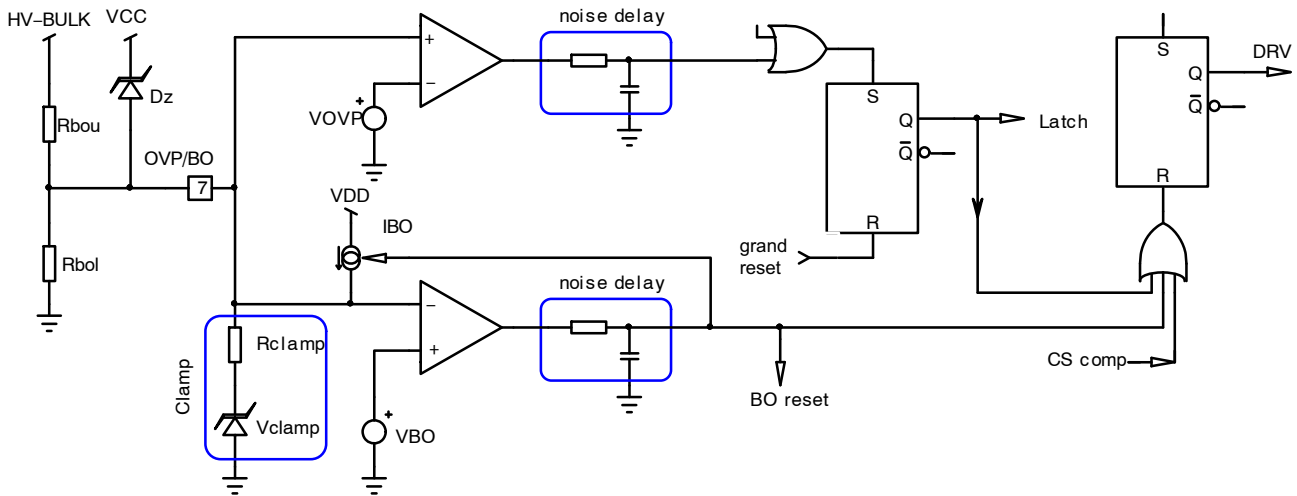 HV−BULK
VCC
noise delay
S
DRV
Q
Q
R
Dz
Rbou
VOVP
+
−
+
OVP/BO
7
S
Q
Latch
Q
R
VDD
IBO
grand
reset
Rbol
noise delay
−
+
Rclamp
Clamp
Vclamp
+
VBO
CS comp
BO reset